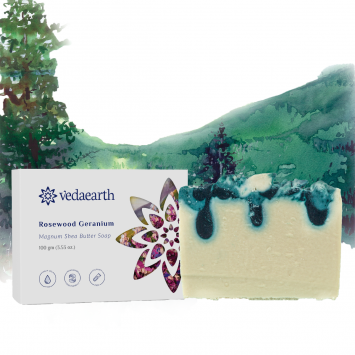 vedaearth
Rosewood Geranium
Magnum Shea Butter Soap
100 gm (3.53 oz.)